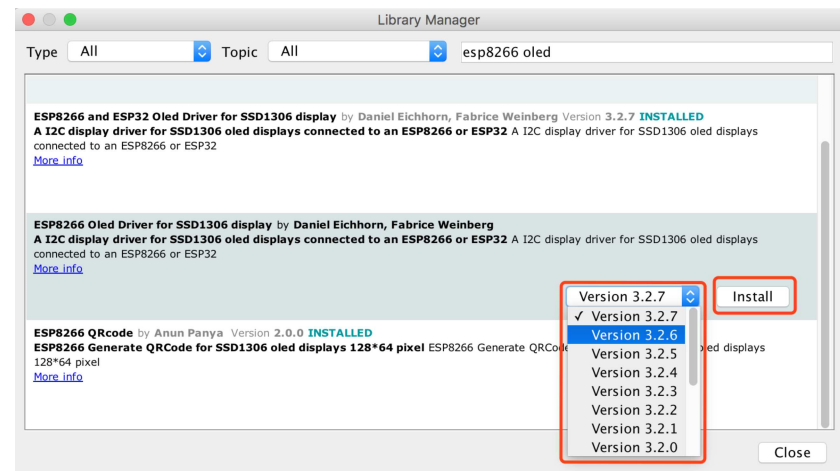 Library Manager
Type All Topic All esp8266 oled
ESP8266 and ESP32 Oled Driver for SSD1306 display by Daniel Eichhorn, Fabrice Weinberg Version 3.2.7 INSTALLED
A I2C display driver for SSD1306 oled displays connected to an ESP8266 or ESP32 A I2C display driver for SSD1306 oled displays
connected to an ESP8266 or ESP32
More info
ESP8266 Oled Driver for SSD1306 display by Daniel Eichhorn, Fabrice Weinberg
A I2C display driver for SSD1306 oled displays connected to an ESP8266 or ESP32 A I2C display driver for SSD1306 oled displays
connected to an ESP8266 or ESP32
More info
Version 3.2.7 Install
ESP8266 QRcode by Anun Panya Version 2.0.0 INSTALLED
ESP8266 Generate QRCode for SSD1306 oled displays 128*64 pixel ESP8266 Generate QRCode displays
128*64 pixel
More info
✓ Version 3.2.7
Version 3.2.6
Version 3.2.5
Version 3.2.4
Version 3.2.3
Version 3.2.2
Version 3.2.1
Version 3.2.0
Close